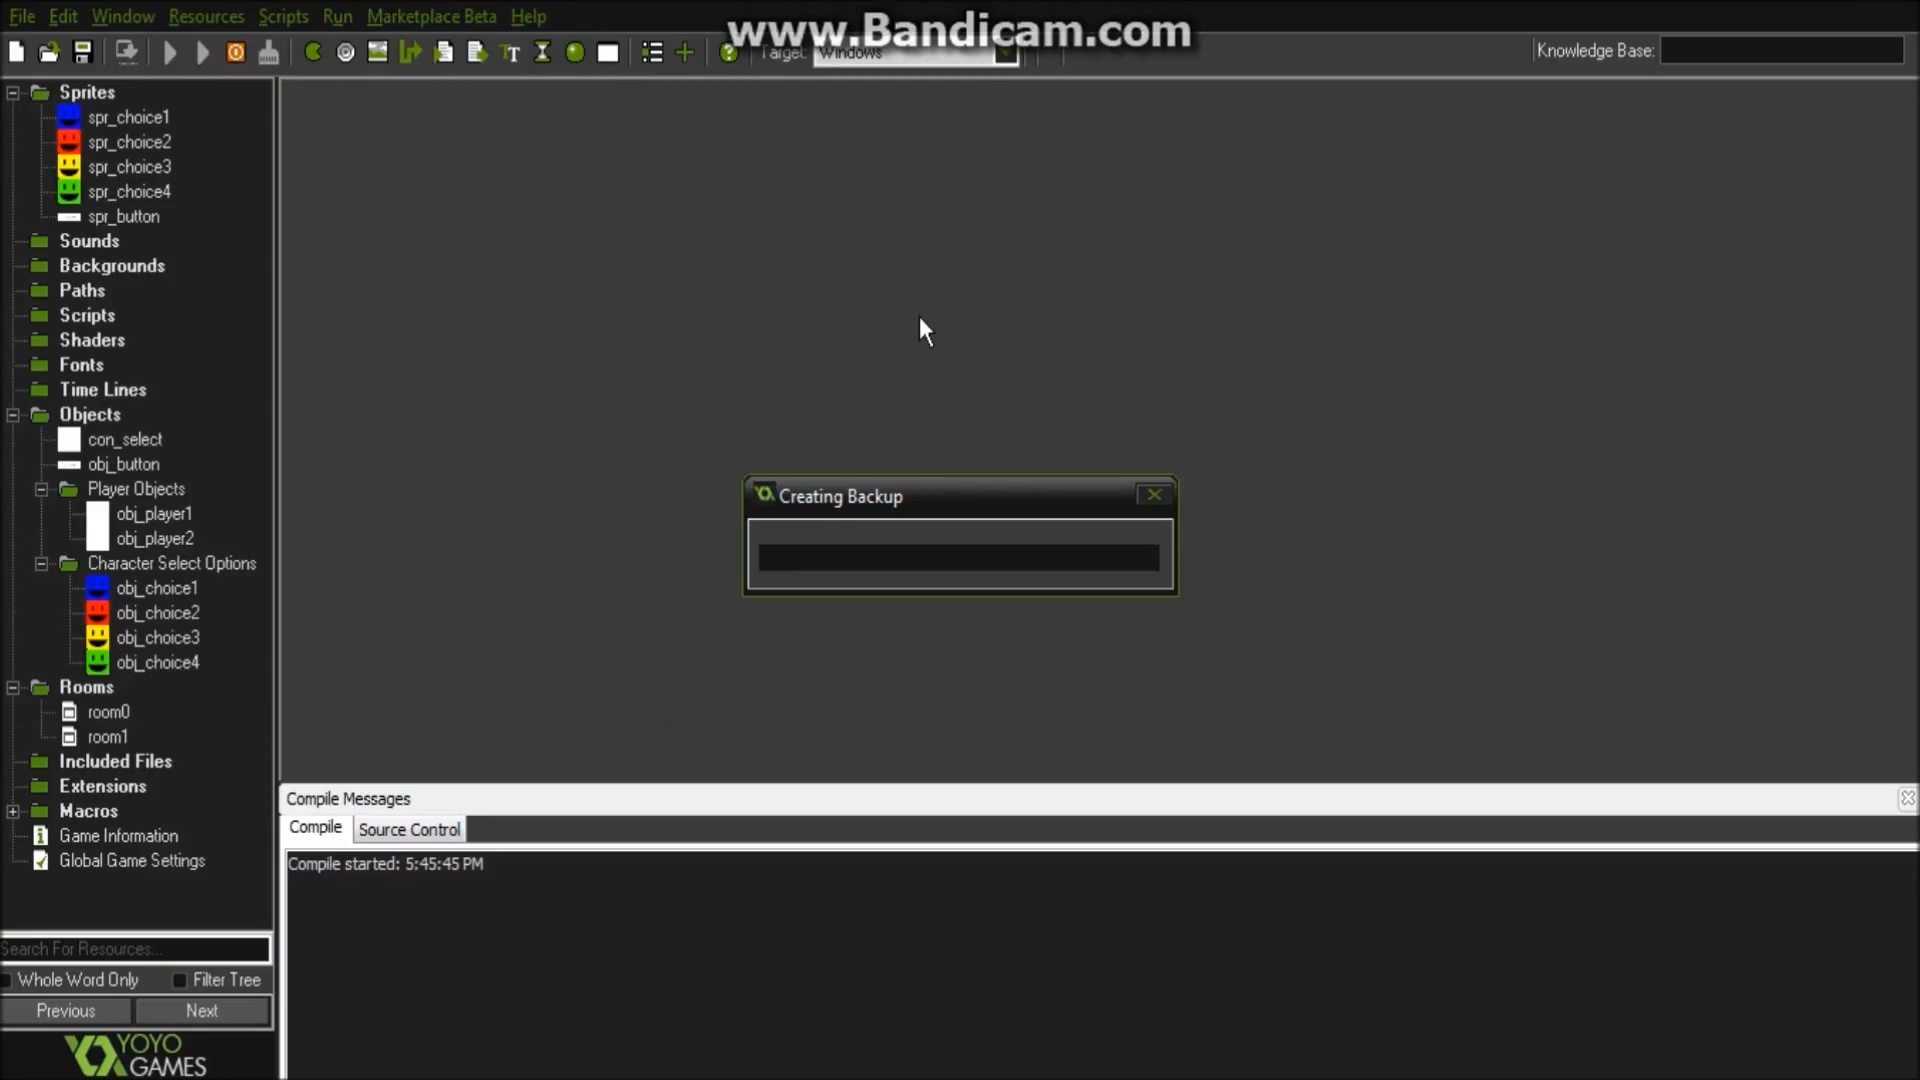 File Edit Window Resources Scripts Run Marketplace Beta Help
www.Bandicam.com
Target: Windows
Knowledge Base:
Sprites
spr_choice1
spr_choice2
spr_choice3
spr_choice4
spr_button
Sounds
Backgrounds
Paths
Scripts
Shaders
Fonts
Time Lines
Objects
con_select
obj_button
Player Objects
obj_player1
obj_player2
Character Select Options
obj_choice1
obj_choice2
obj_choice3
obj_choice4
Rooms
room0
room1
Included Files
Extensions
Macros
Game Information
Global Game Settings
Search For Resources...
Whole Word Only Filter Tree
Previous Next
YOYO
GAMES
Creating Backup
Compile Messages
Compile Source Control
Compile started: 5:45:45 PM